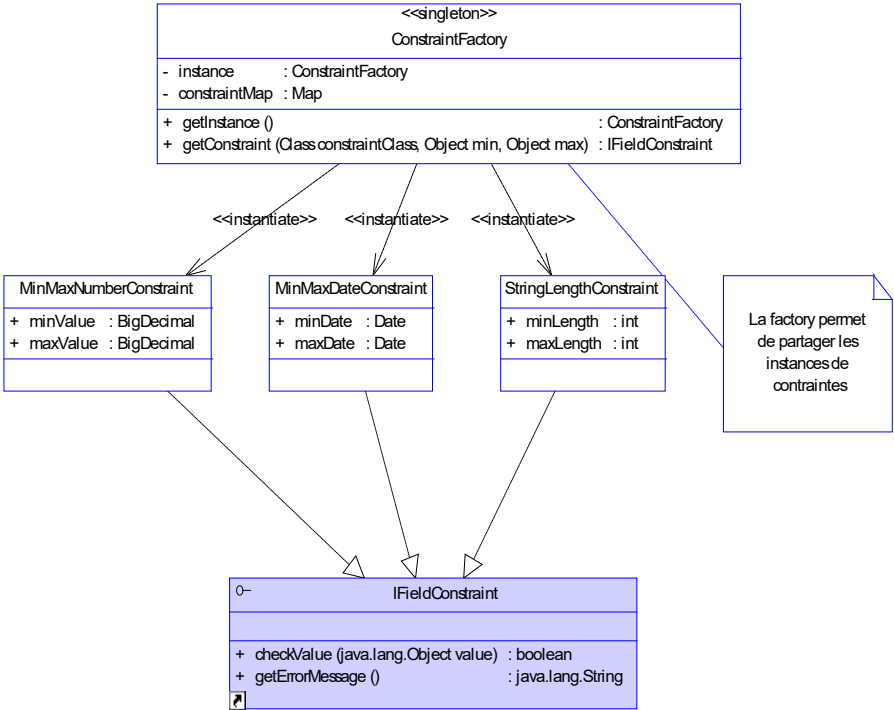 <<singleton>>
ConstraintFactory
- instance : ConstraintFactory
- constraintMap : Map
+ getInstance () : ConstraintFactory
+ getConstraint (Class constraintClass, Object min, Object max) : IFieldConstraint
<<instantiate>> <<instantiate>> <<instantiate>>
MinMaxNumberConstraint
+ minValue : BigDecimal
+ maxValue : BigDecimal
MinMaxDateConstraint
+ minDate : Date
+ maxDate : Date
StringLengthConstraint
+ minLength : int
+ maxLength : int
La factory permet
de partager les
instances de
contraintes
IFieldConstraint
+ checkValue (java.lang.Object value) : boolean
+ getErrorMessage () : java.lang.String